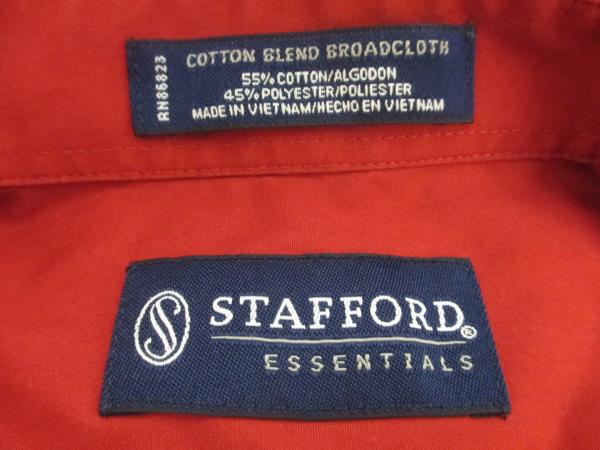 RN86823
COTTON BLEND BROADCLOTH
55% COTTON/ALGODON
45% POLYESTER/POLIESTER
MADE IN VIETNAM/HECHO EN VIETNAM
S STAFFORD®
ESSENTIALS